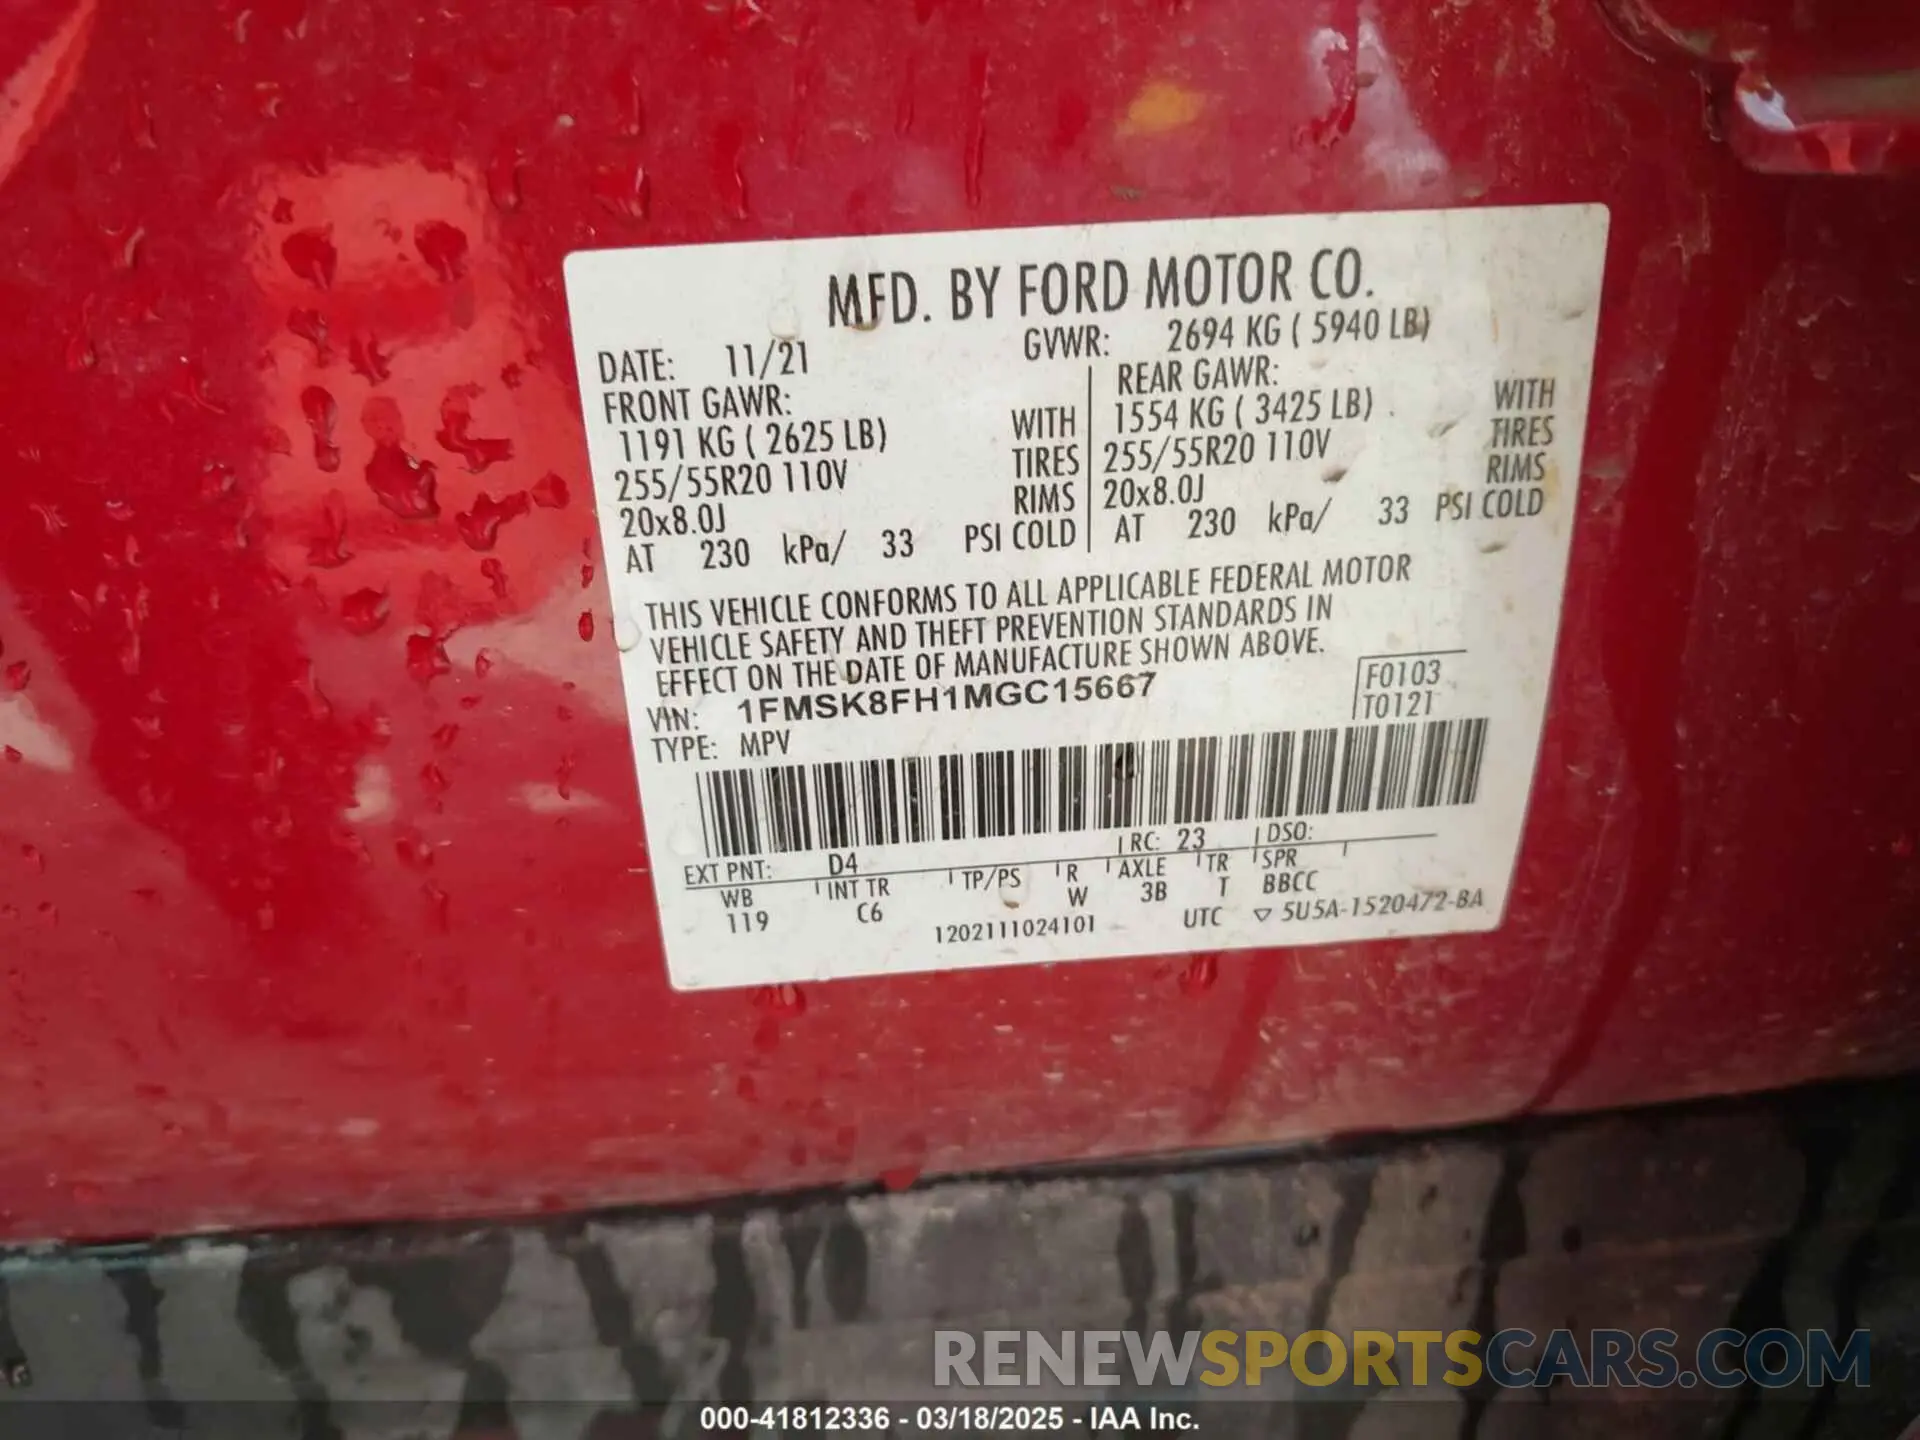 MFD. BY FORD MOTOR CO.
DATE: 11/21 GVWR: 2694 KG ( 5940 LB)
FRONT GAWR: REAR GAWR:
1191 KG ( 2625 LB) WITH 1554 KG ( 3425 LB) WITH
255/55R20 110V TIRES 255/55R20 110V TIRES
20x8.0J RIMS 20x8.0J RIMS
AT 230 kPa/ 33 PSI COLD AT 230 kPa/ 33 PSI COLD
THIS VEHICLE CONFORMS TO ALL APPLICABLE FEDERAL MOTOR
VEHICLE SAFETY AND THEFT PREVENTION STANDARDS IN
EFFECT ON THE DATE OF MANUFACTURE SHOWN ABOVE.
VIN: 1FMSK8FH1MGC15667 F0103
TYPE: MPV T0121
EXT PNT: D4 RC: 23 DSO:
WB INT TR TP/PS R AXLE TR SPR
119 C6 W 3B T BBCC
1202111024101 UTC ▽ 5U5A-1520472-BA
RENEWSPORTSCARS.COM
000-41812336 - 03/18/2025 - IAA Inc.